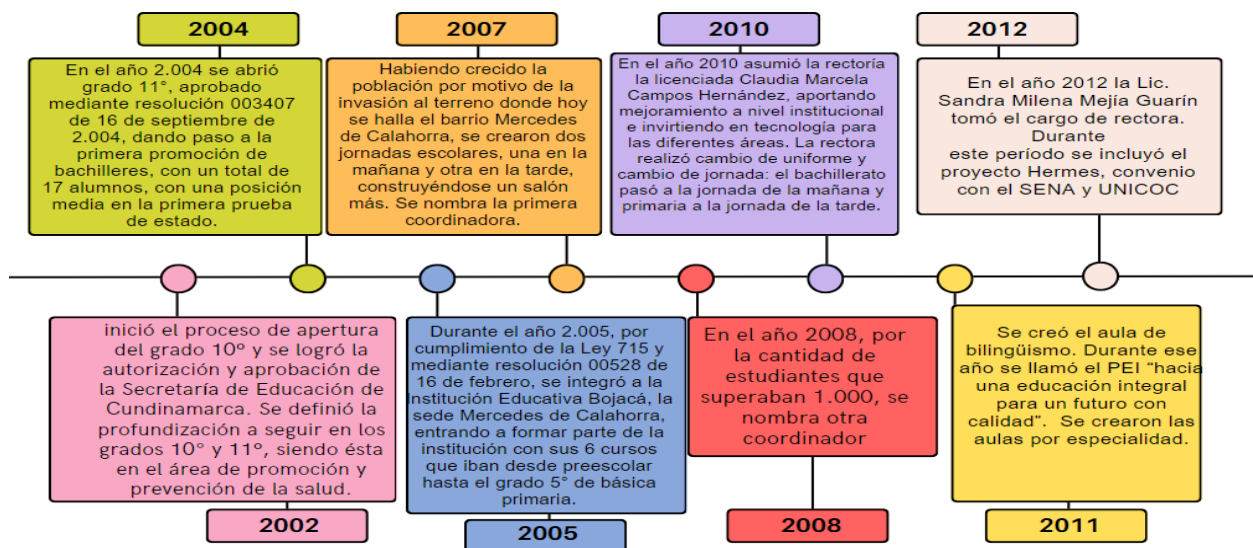 2004
En el año 2.004 se abrió
grado 11°, aprobado
mediante resolución 003407
de 16 de septiembre de
2.004, dando paso a la
primera promoción de
bachilleres, con un total de
17 alumnos, con una posición
media en la primera prueba
de estado.
2007
Habiendo crecido la
población por motivo de la
invasión al terreno donde hoy
se halla el barrio Mercedes
de Calahorra, se crearon dos
jornadas escolares, una en la
mañana y otra en la tarde,
construyéndose un salón
más. Se nombra la primera
coordinadora.
2010
En el año 2010 asumió la rectoría
la licenciada Claudia Marcela
Campos Hernández, aportando
mejoramiento a nivel institucional
e invirtiendo en tecnología para
las diferentes áreas. La rectora
realizó cambio de uniforme y
cambio de jornada: el bachillerato
pasó a la jornada de la mañana y
primaria a la jornada de la tarde.
2012
En el año 2012 la Lic.
Sandra Milena Mejía Guarín
tomó el cargo de rectora.
Durante
este período se incluyó el
proyecto Hermes, convenio
con el SENA y UNICOC
inició el proceso de apertura
del grado 10º y se logró la
autorización y aprobación de
la Secretaría de Educación de
Cundinamarca. Se definió la
profundización a seguir en los
grados 10º y 11º, siendo ésta
en el área de promoción y
prevención de la salud.
2002
Durante el año 2.005, por
cumplimiento de la Ley 715 y
mediante resolución 00528 de
16 de febrero, se integró a la
Institución Educativa Bojacá, la
sede Mercedes de Calahorra,
entrando a formar parte de la
institución con sus 6 cursos
que iban desde preescolar
hasta el grado 5° de básica
primaria.
2005
En el año 2008, por
la cantidad de
estudiantes que
superaban 1.000, se
nombra otra
coordinador
2008
Se creó el aula de
bilingüismo. Durante ese
año se llamó el PEI "hacia
una educación integral
para un futuro con
calidad". Se crearon las
aulas por especialidad.
2011